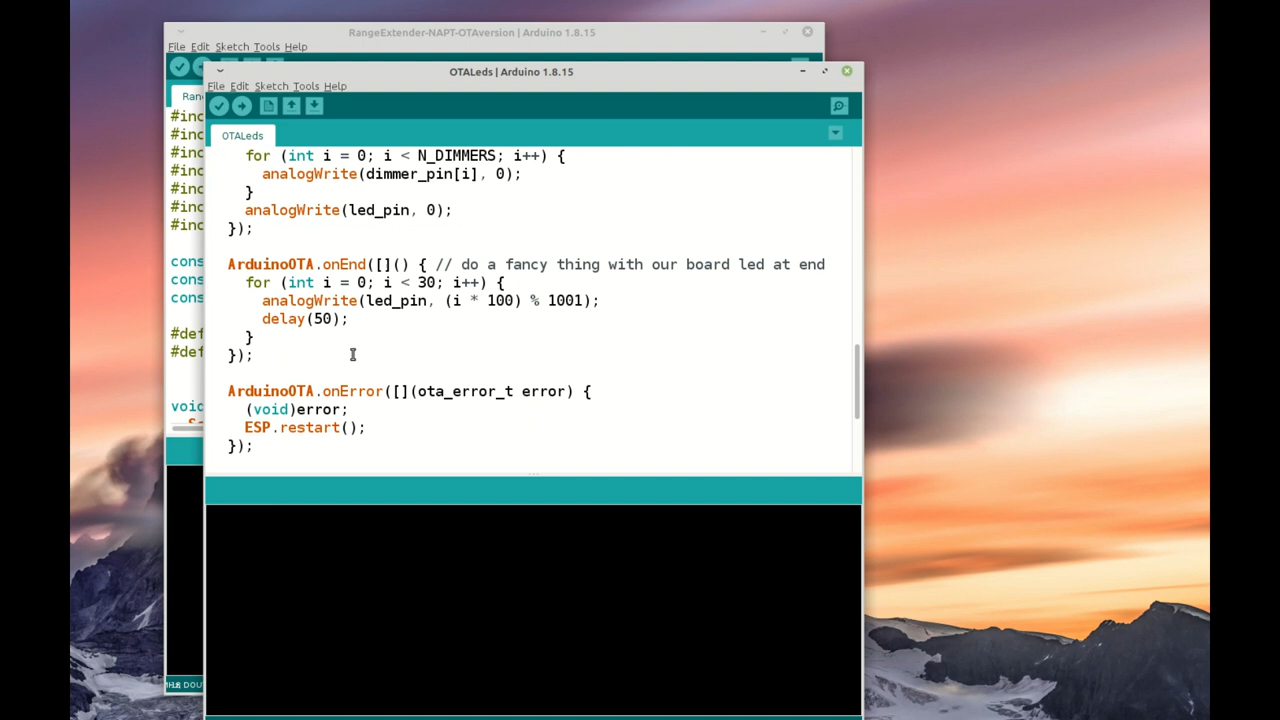 RangeExtender-NAPT-OTAversion | Arduino 1.8.15
File Edit Sketch Tools Help
OTALeds | Arduino 1.8.15
File Edit Sketch Tools Help
Ran
OTALeds
#inc
#inc
#inc
#inc
#inc
#inc
#inc
cons
cons
cons
#def
#def
void
for (int i = 0; i < N_DIMMERS; i++) {
analogWrite(dimmer_pin[i], 0);
}
analogWrite(led_pin, 0);
});
ArduinoOTA.onEnd([]() { // do a fancy thing with our board led at end
for (int i = 0; i < 30; i++) {
analogWrite(led_pin, (i * 100) % 1001);
delay(50);
}
});
ArduinoOTA.onError([](ota_error_t error) {
(void)error;
ESP.restart();
});